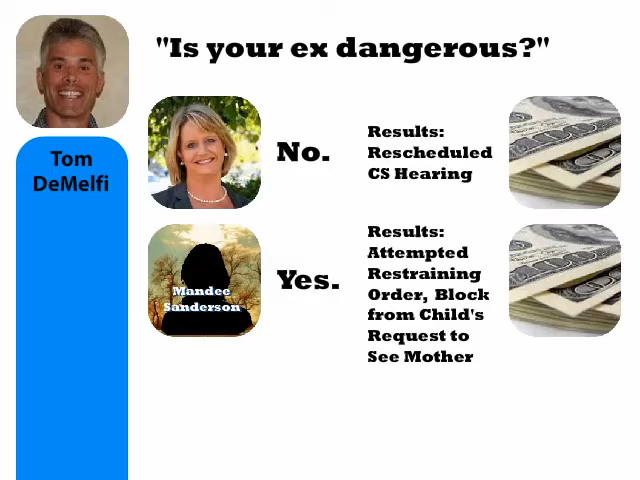 "Is your ex dangerous?"
Tom
DeMelfi
No.
Results:
Rescheduled
CS Hearing
Mandee
Sanderson
Yes.
Results:
Attempted
Restraining
Order, Block
from Child's
Request to
See Mother